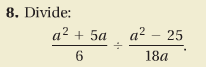 8. Divide:
a² + 5a / 6 ÷ a² − 25 / 18a.